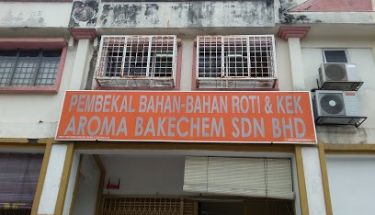 PEMBEKAL BAHAN-BAHAN ROTI & KEK
AROMA BAKECHEM SDN BHD